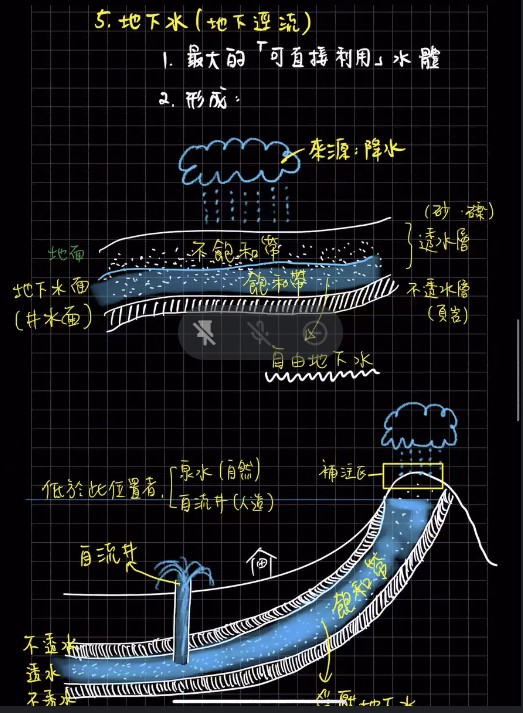 5. 地下水(地下逕流)
1. 最大的「可直接利用」水體
2. 形成:
來源:降水
(砂、礫)
透水層
地面
不飽和帶
地下水面
(井水面)
飽和帶
不透水層
(頁岩)
自由地下水
補注區
低於此位置者,
泉水(自然)
自流井(人造)
自流井
飽和帶
不透水
透水
不透水
地下水